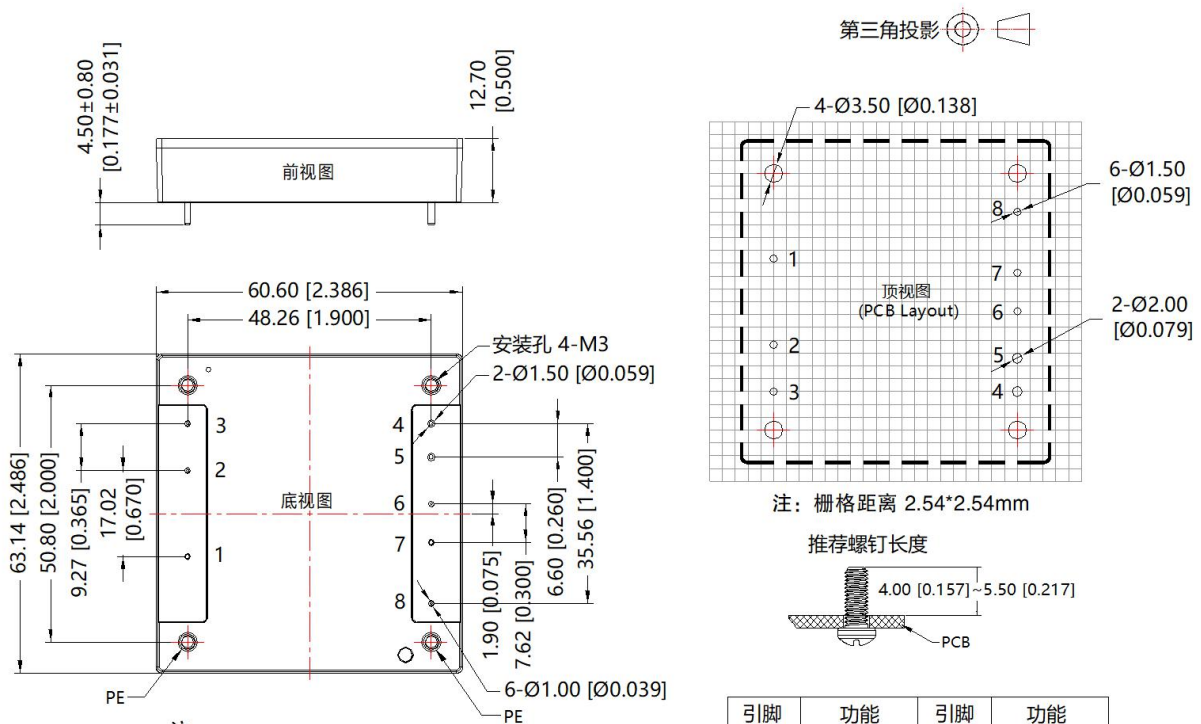 第三角投影
4.50±0.80
[0.177±0.031]
12.70
[0.500]
前视图
4-Ø3.50 [Ø0.138]
6-Ø1.50
[Ø0.059]
8
1
7
顶视图
(PCB Layout)
6
2-Ø2.00
[Ø0.079]
2
5
3
4
注：栅格距离 2.54*2.54mm
60.60 [2.386]
48.26 [1.900]
安装孔 4-M3
2-Ø1.50 [Ø0.059]
3
4
2
5
底视图
6
1
7
8
63.14 [2.486]
50.80 [2.000]
9.27 [0.365]
17.02
[0.670]
1.90 [0.075]
7.62 [0.300]
6.60 [0.260]
35.56 [1.400]
PE
6-Ø1.00 [Ø0.039]
PE
推荐螺钉长度
4.00 [0.157]~5.50 [0.217]
PCB
引脚 功能 引脚 功能